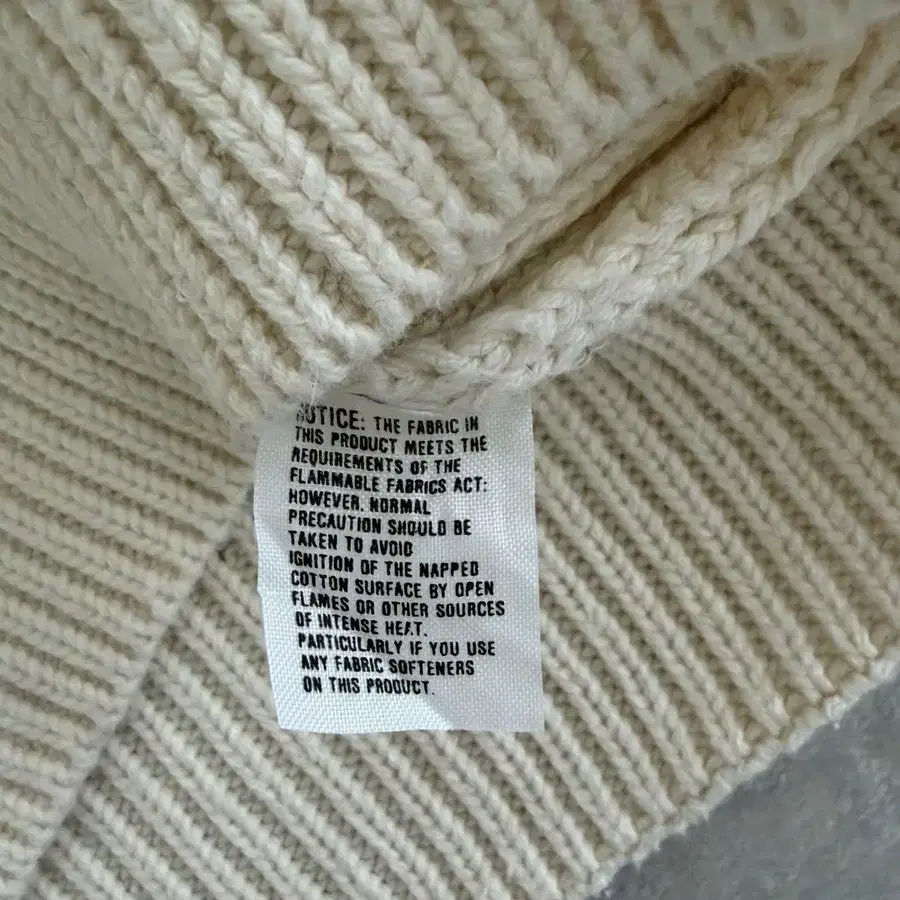 NOTICE: THE FABRIC IN
THIS PRODUCT MEETS THE
REQUIREMENTS OF THE
FLAMMABLE FABRICS ACT:
HOWEVER. NORMAL
PRECAUTION SHOULD BE
TAKEN TO AVOID
IGNITION OF THE NAPPED
COTTON SURFACE BY OPEN
FLAMES OR OTHER SOURCES
OF INTENSE HEAT.
PARTICULARLY IF YOU USE
ANY FABRIC SOFTENERS
ON THIS PRODUCT.